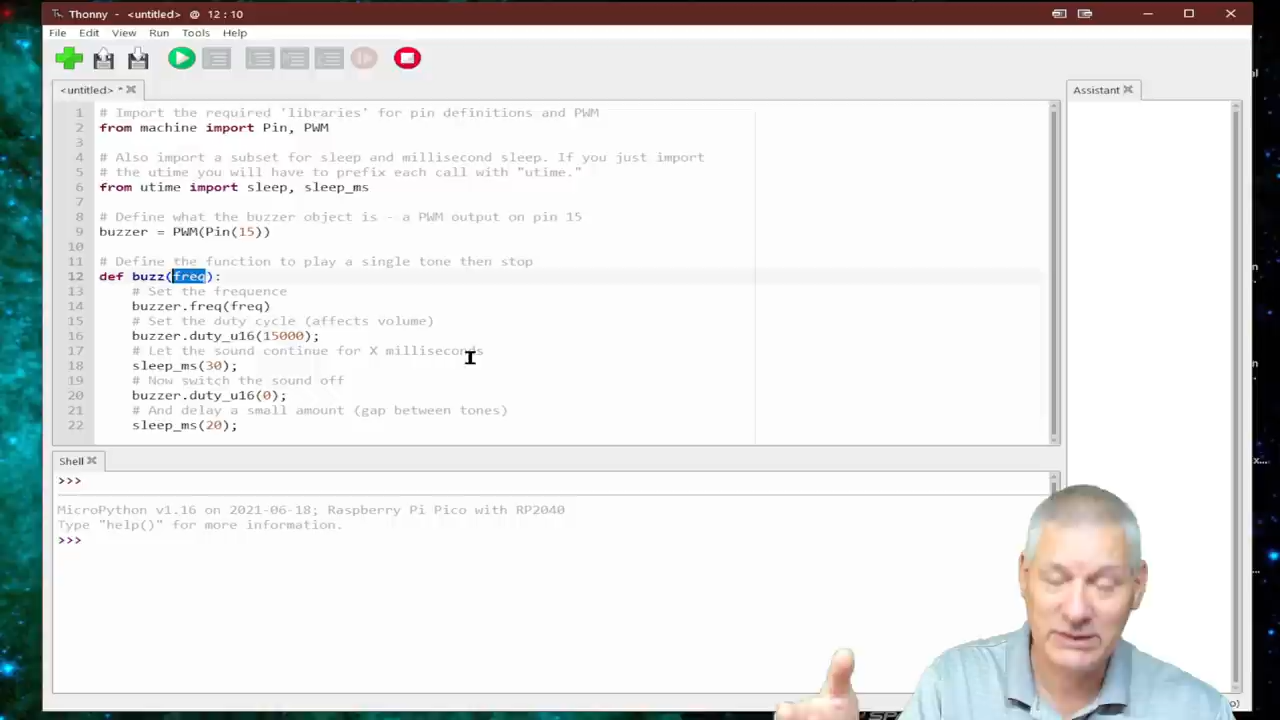 Thonny - <untitled> @ 12 : 10
File Edit View Run Tools Help
<untitled> *
Assistant
1 # Import the required 'libraries' for pin definitions and PWM
2 from machine import Pin, PWM
3
4 # Also import a subset for sleep and millisecond sleep. If you just import
5 # the utime you will have to prefix each call with "utime."
6 from utime import sleep, sleep_ms
7
8 # Define what the buzzer object is - a PWM output on pin 15
9 buzzer = PWM(Pin(15))
10
11 # Define the function to play a single tone then stop
12 def buzz(freq):
13 # Set the frequence
14 buzzer.freq(freq)
15 # Set the duty cycle (affects volume)
16 buzzer.duty_u16(15000);
17 # Let the sound continue for X milliseconds
18 sleep_ms(30);
19 # Now switch the sound off
20 buzzer.duty_u16(0);
21 # And delay a small amount (gap between tones)
22 sleep_ms(20);
Shell
>>>
MicroPython v1.16 on 2021-06-18; Raspberry Pi Pico with RP2040
Type "help()" for more information.
>>>